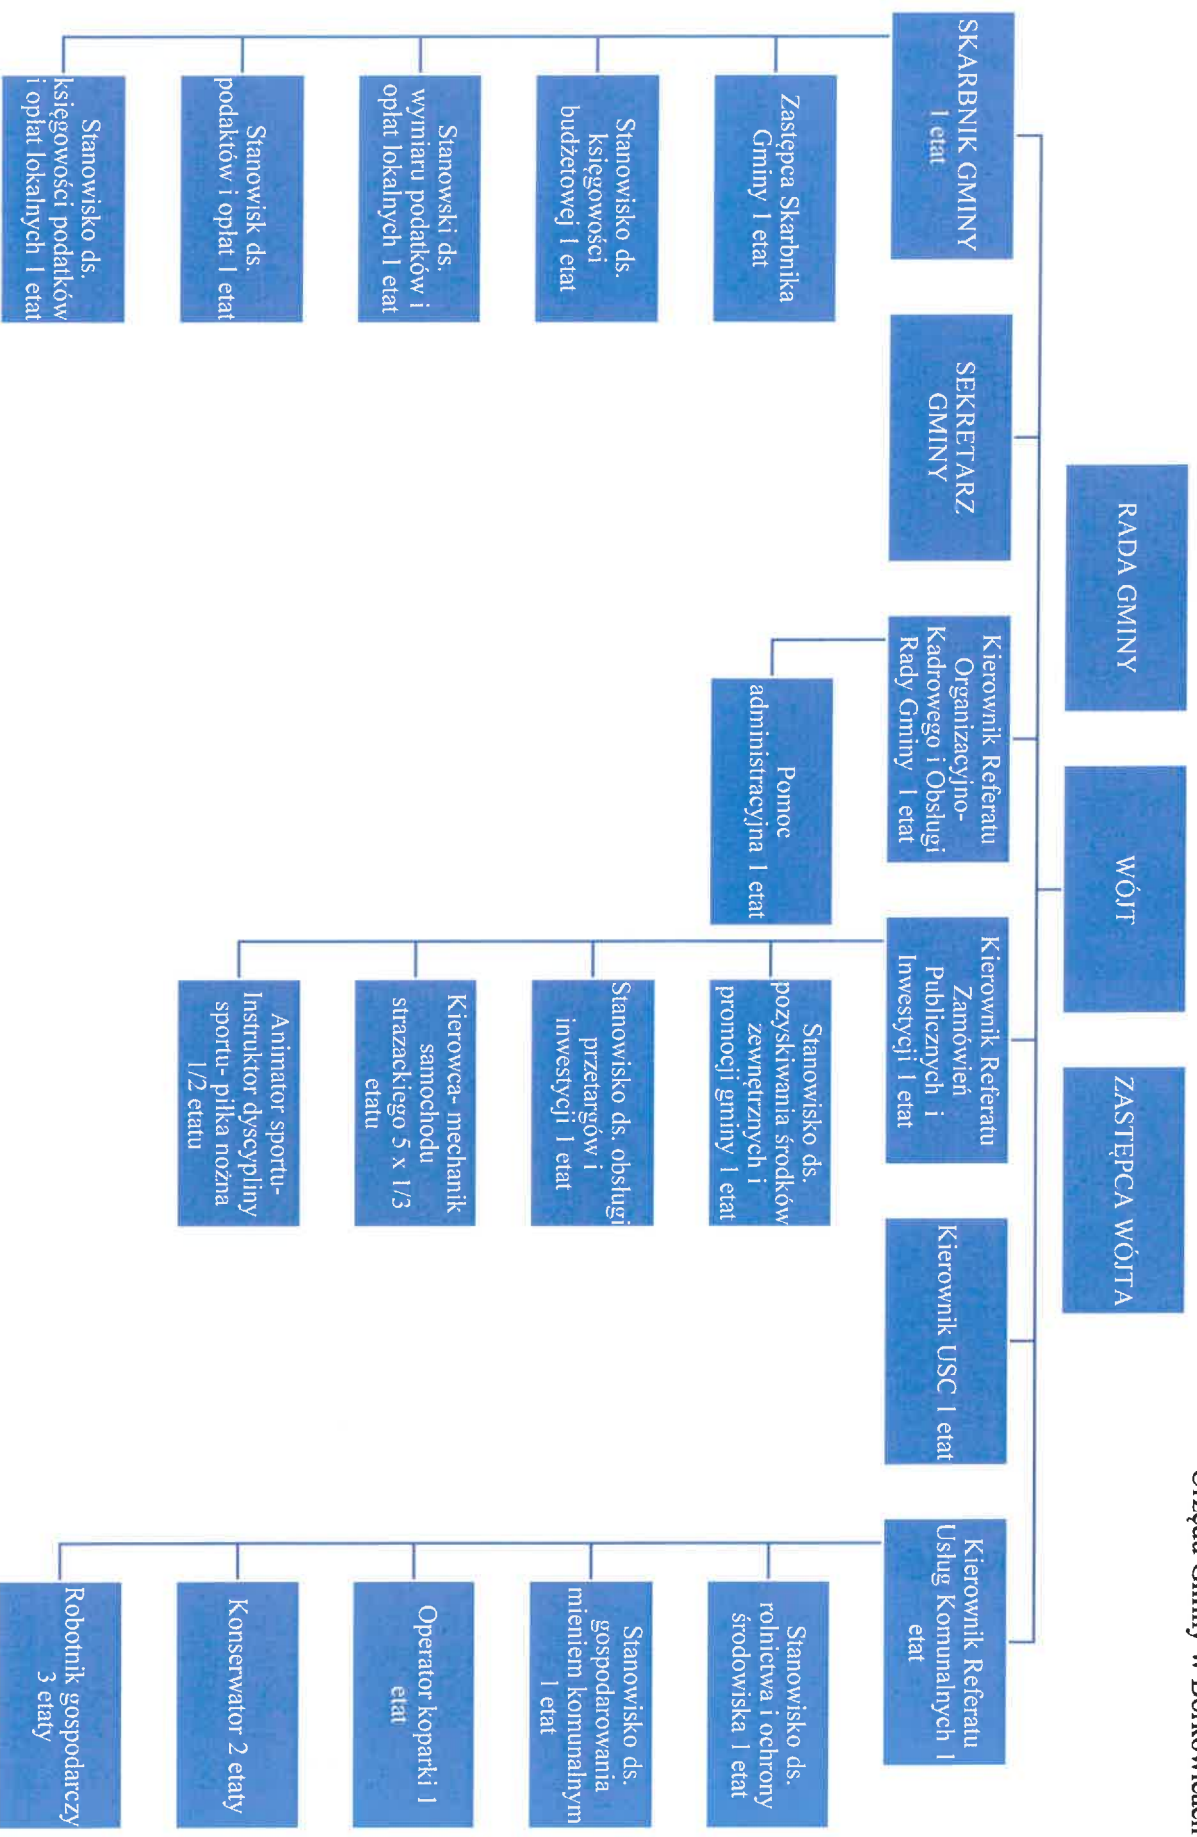 Urząd Gminy w Borkowicach
RADA GMINY
WÓJT
ZASTĘPCA WÓJTA
SKARBNIK GMINY
1 etat
SEKRETARZ
GMINY
Kierownik Referatu
Organizacyjno-
Kadrowego i Obsługi
Rady Gminy 1 etat
Kierownik Referatu
Zamówień
Publicznych i
Inwestycji 1 etat
Kierownik USC 1 etat
Kierownik Referatu
Usług Komunalnych 1
etat
Zastępca Skarbnika
Gminy 1 etat
Stanowisko ds.
księgowości
budżetowej 1 etat
Stanowski ds.
wymiaru podatków i
opłat lokalnych 1 etat
Stanowisk ds.
podaktów i opłat 1 etat
Stanowisko ds.
księgowości podatków
i opłat lokalnych 1 etat
Pomoc
administracyjna 1 etat
Stanowisko ds.
pozyskiwania środków
zewnętrznych i
promocji gminy 1 etat
Stanowisko ds. obsługi
przetargów i
inwestycji 1 etat
Kierowca- mechanik
samochodu
strazackiego 5 x 1/3
etatu
Animator sportu-
Instruktor dyscypliny
sportu- piłka nożna
1/2 etatu
Stanowisko ds.
rolnictwa i ochrony
środowiska 1 etat
Stanowisko ds.
gospodarowania
mieniem komunalnym
1 etat
Operator koparki 1
etat
Konserwator 2 etaty
Robotnik gospodarczy
3 etaty